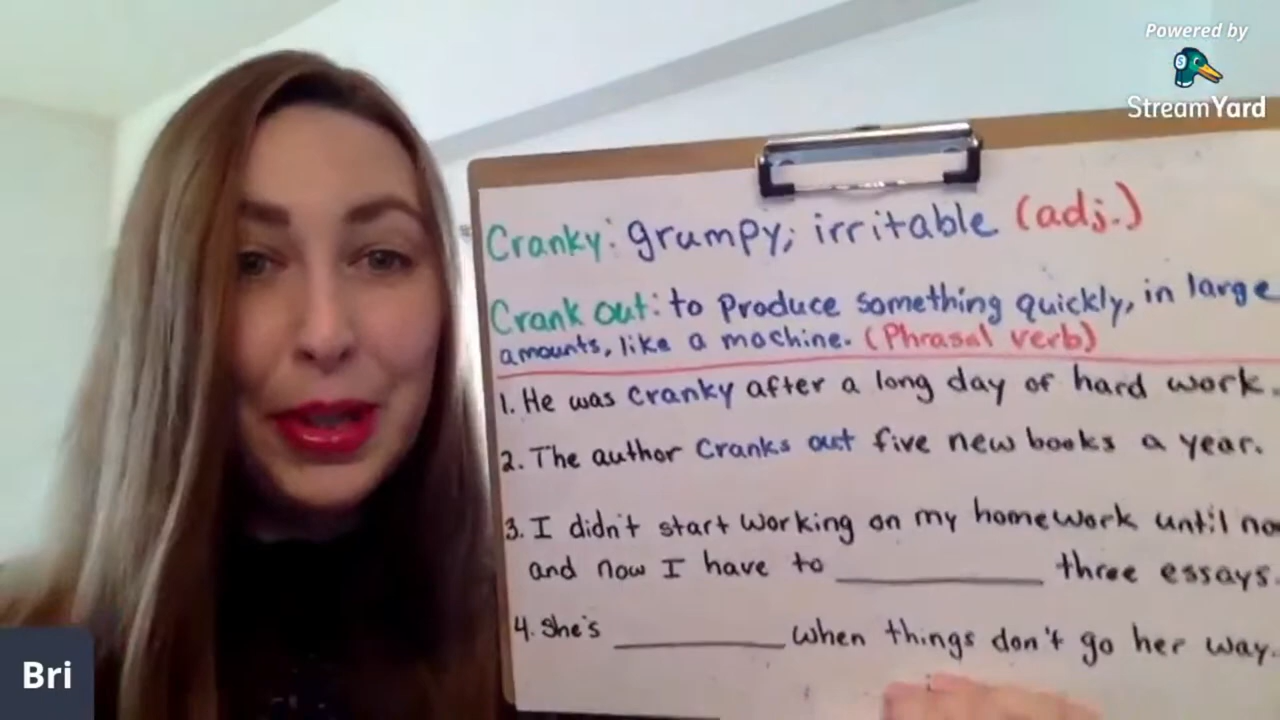 Powered by
StreamYard
Cranky: grumpy; irritable (adj.)
Crank out: to produce something quickly, in large
amounts, like a machine. (Phrasal verb)
1. He was cranky after a long day of hard work.
2. The author Cranks out five new books a year.
3. I didn't start working on my homework until no
and now I have to __________ three essays.
4. She's __________ when things don't go her way.
Bri